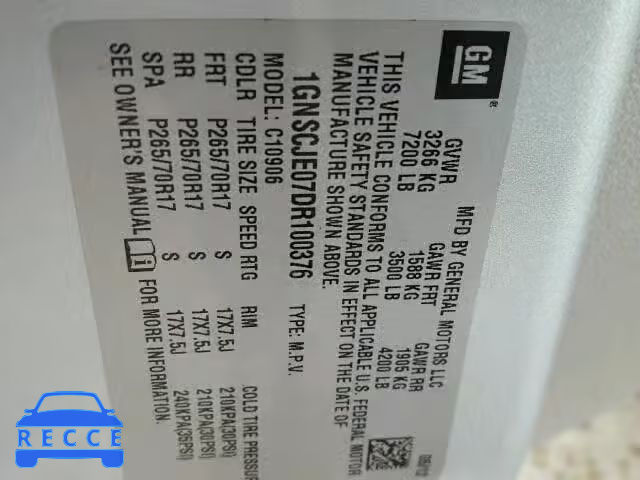 GM
®
MFD BY GENERAL MOTORS LLC
GVWR GAWR FRT GAWR RR
3266 KG 1588 KG 1905 KG
7200 LB 3500 LB 4200 LB
THIS VEHICLE CONFORMS TO ALL APPLICABLE U.S. FEDERAL MOTOR
VEHICLE SAFETY STANDARDS IN EFFECT ON THE DATE OF
MANUFACTURE SHOWN ABOVE.
1GNSCJE07DR100376 TYPE: M.P.V.
MODEL: C10906
CDLR TIRE SIZE SPEED RTG RIM COLD TIRE PRESSURE
FRT P265/70R17 S 17X7.5J 210KPA(30PSI)
RR P265/70R17 S 17X7.5J 210KPA(30PSI)
SPA P265/70R17 S 17X7.5J 240KPA(35PSI)
SEE OWNER'S MANUAL FOR MORE INFORMATION.
RECCE